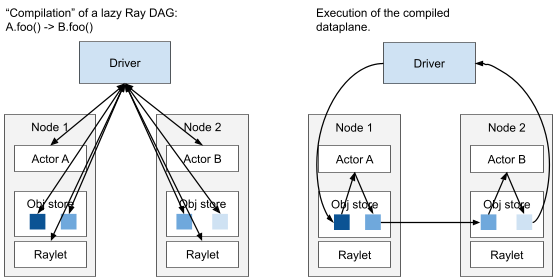 “Compilation” of a lazy Ray DAG:
A.foo() -> B.foo()
Driver
Node 1
Actor A
Obj store
Raylet
Node 2
Actor B
Obj store
Raylet
Execution of the compiled
dataplane.
Driver
Node 1
Actor A
Obj store
Raylet
Node 2
Actor B
Obj store
Raylet